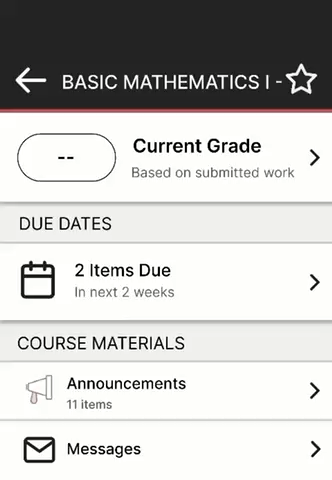 BASIC MATHEMATICS I -
--
Current Grade
Based on submitted work
DUE DATES
2 Items Due
In next 2 weeks
COURSE MATERIALS
Announcements
11 items
Messages